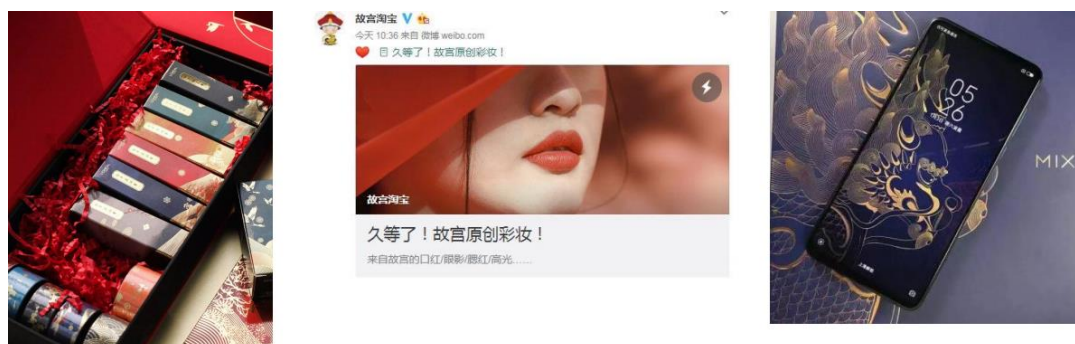 故宫淘宝
今天 10:36 来自 微博 weibo.com
久等了！故宫原创彩妆！
故宫淘宝
久等了！故宫原创彩妆！
来自故宫的口红/眼影/腮红/高光……
05
26
MIX